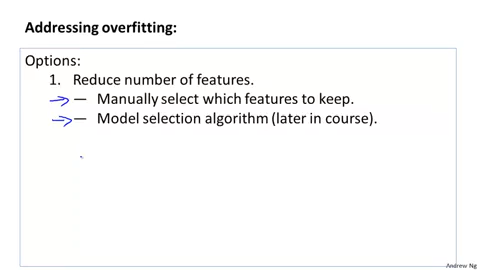 Addressing overfitting:
Options:
1. Reduce number of features.
— Manually select which features to keep.
— Model selection algorithm (later in course).
Andrew Ng